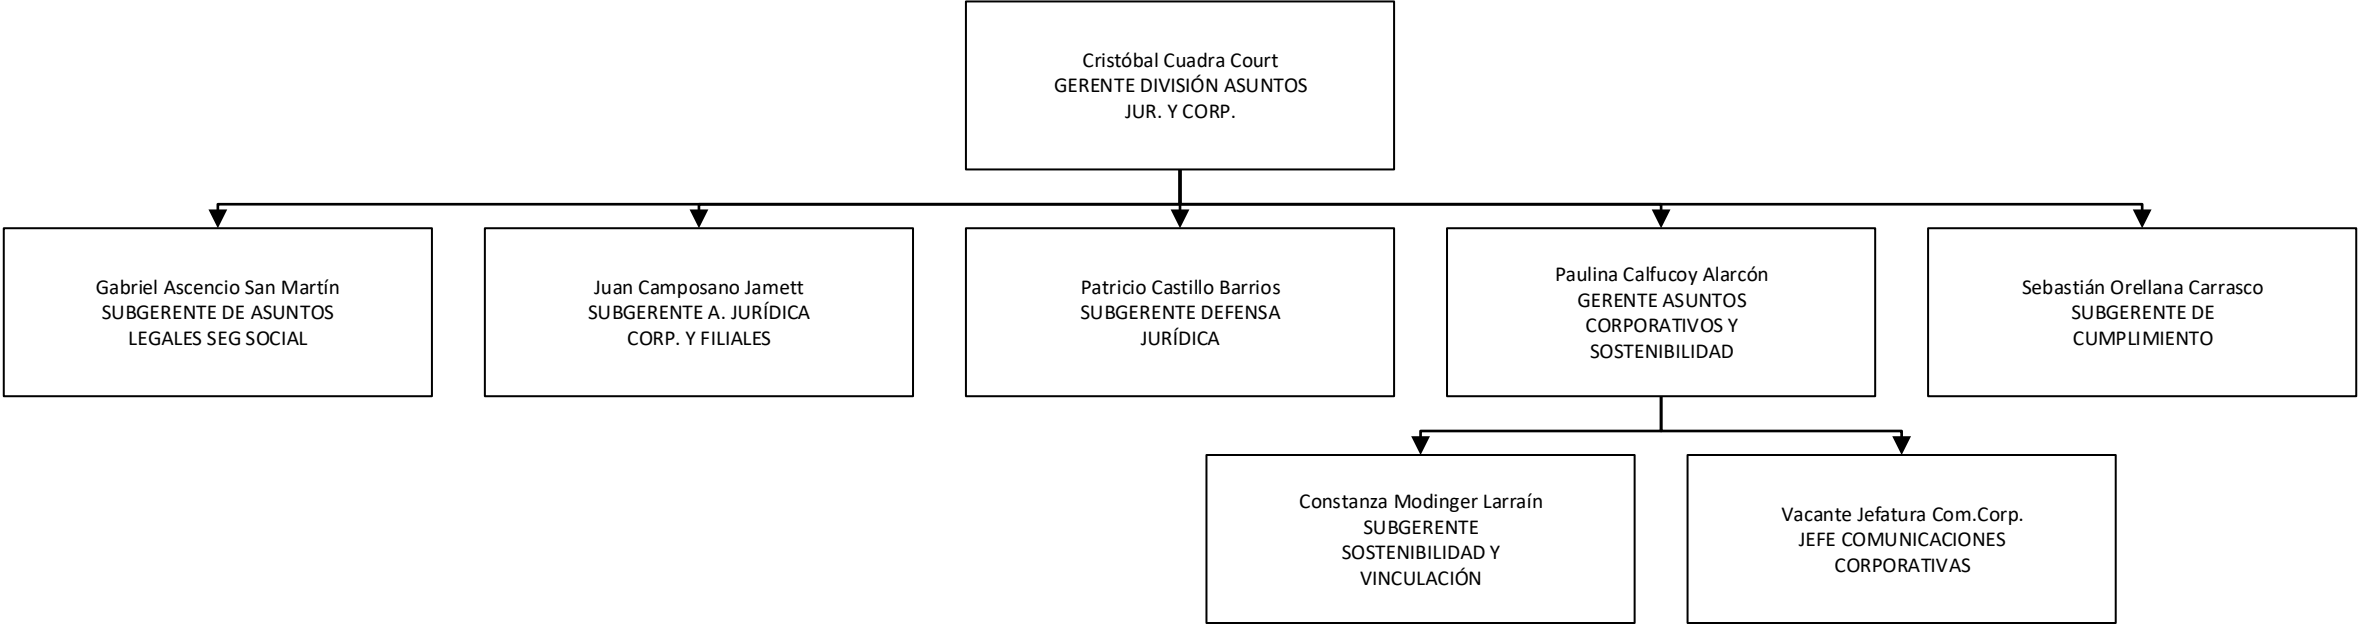 Cristóbal Cuadra Court
GERENTE DIVISIÓN ASUNTOS
JUR. Y CORP.
Gabriel Ascencio San Martín
SUBGERENTE DE ASUNTOS
LEGALES SEG SOCIAL
Juan Camposano Jamett
SUBGERENTE A. JURÍDICA
CORP. Y FILIALES
Patricio Castillo Barrios
SUBGERENTE DEFENSA
JURÍDICA
Paulina Calfucoy Alarcón
GERENTE ASUNTOS
CORPORATIVOS Y
SOSTENIBILIDAD
Sebastián Orellana Carrasco
SUBGERENTE DE
CUMPLIMIENTO
Constanza Modinger Larraín
SUBGERENTE
SOSTENIBILIDAD Y
VINCULACIÓN
Vacante Jefatura Com.Corp.
JEFE COMUNICACIONES
CORPORATIVAS